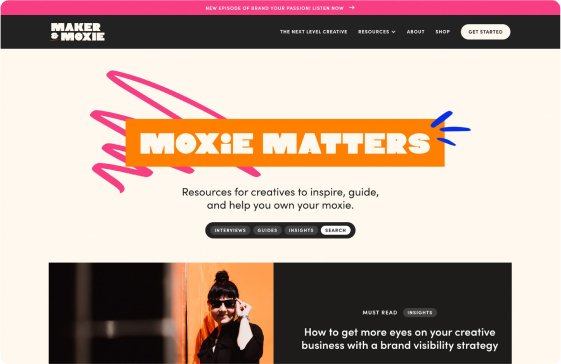 NEW EPISODE OF BRAND YOUR PASSION! LISTEN NOW →
MAKER
& MOXIE
THE NEXT LEVEL CREATIVE RESOURCES ABOUT SHOP GET STARTED
MOXiE MATTERS
Resources for creatives to inspire, guide,
and help you own your moxie.
INTERVIEWS GUIDES INSIGHTS SEARCH
MUST READ INSIGHTS
How to get more eyes on your creative
business with a brand visibility strategy